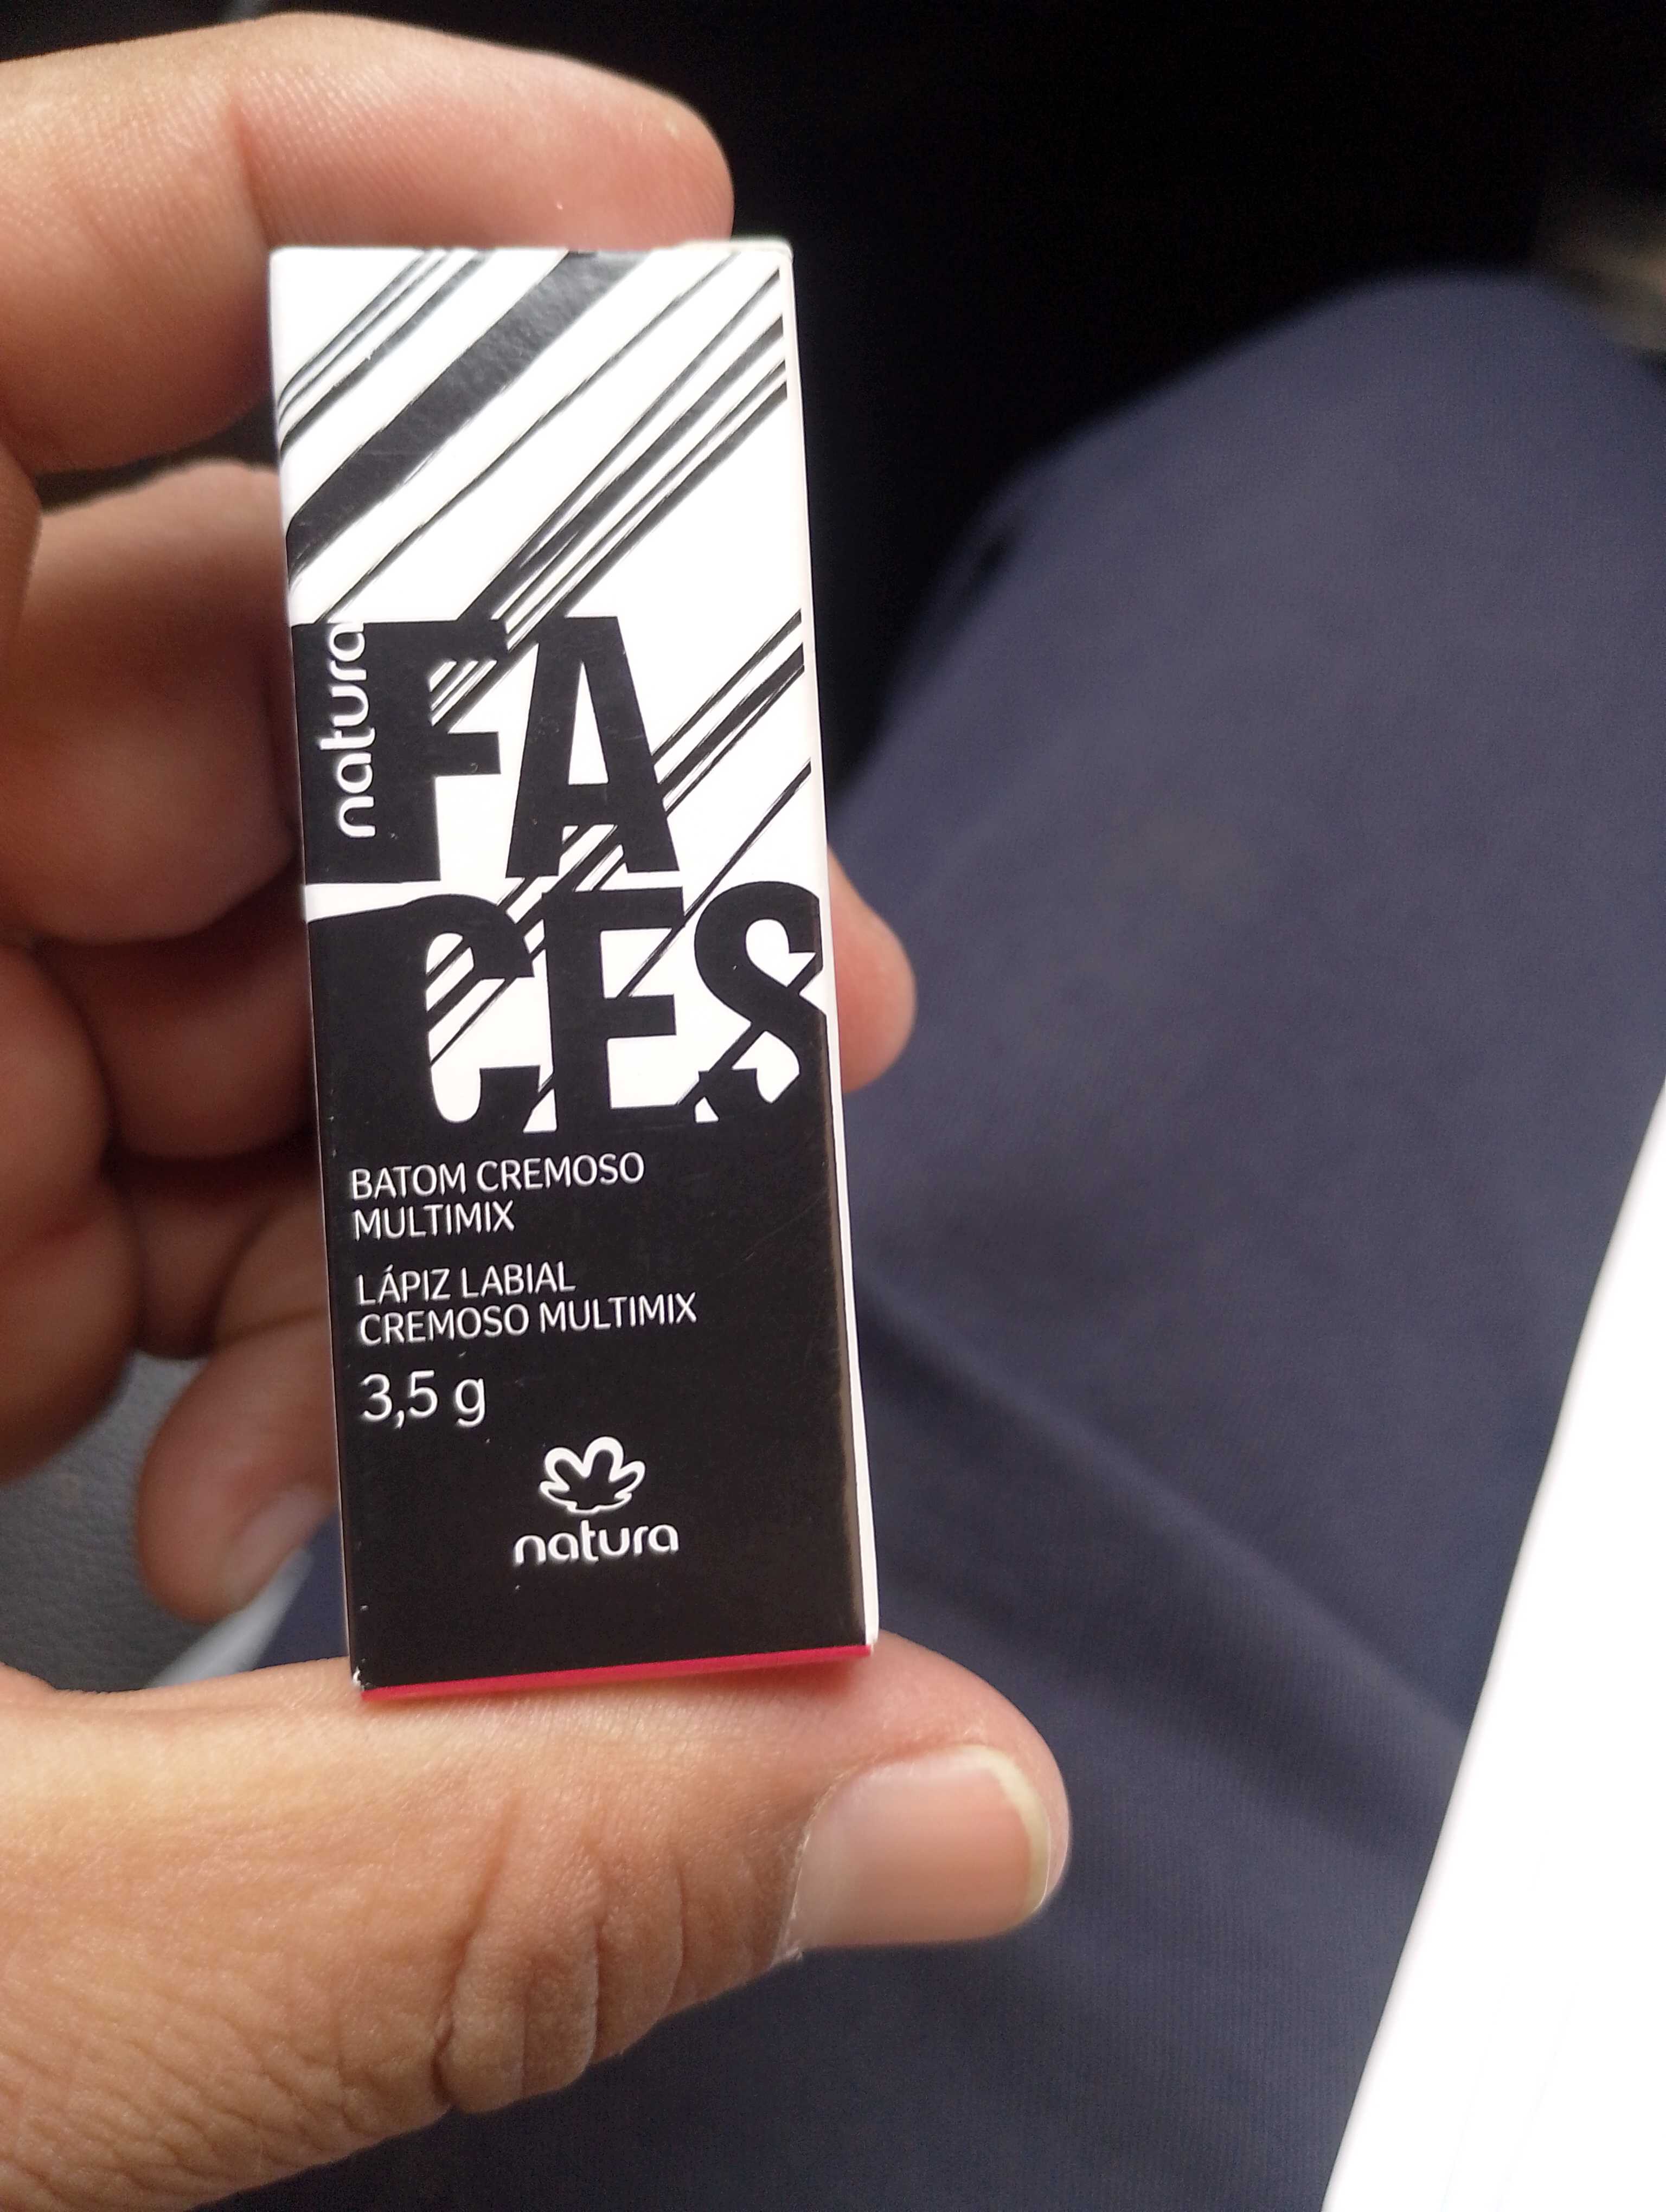 natura
FA
CES
BATOM CREMOSO
MULTIMIX
LÁPIZ LABIAL
CREMOSO MULTIMIX
3,5 g
natura